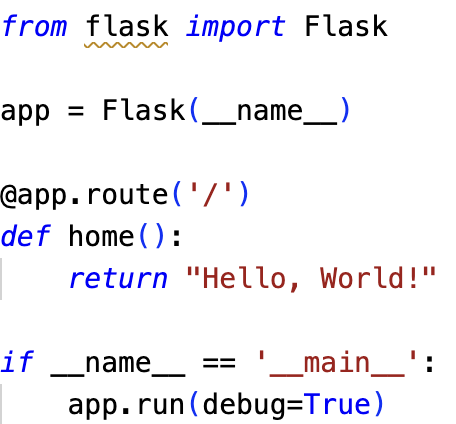 from flask import Flask
app = Flask(__name__)
@app.route('/')
def home():
    return "Hello, World!"
if __name__ == '__main__':
    app.run(debug=True)